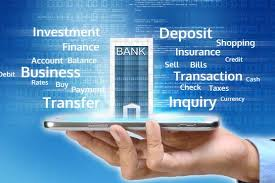 Investment
Deposit
Finance
BANK
Shopping
Account Balance
Insurance
Debit
Sell Bills
Credit
Business
Transaction
Rates Buy
Check Taxes
Cash
Payment
Transfer
Inquiry
Currency